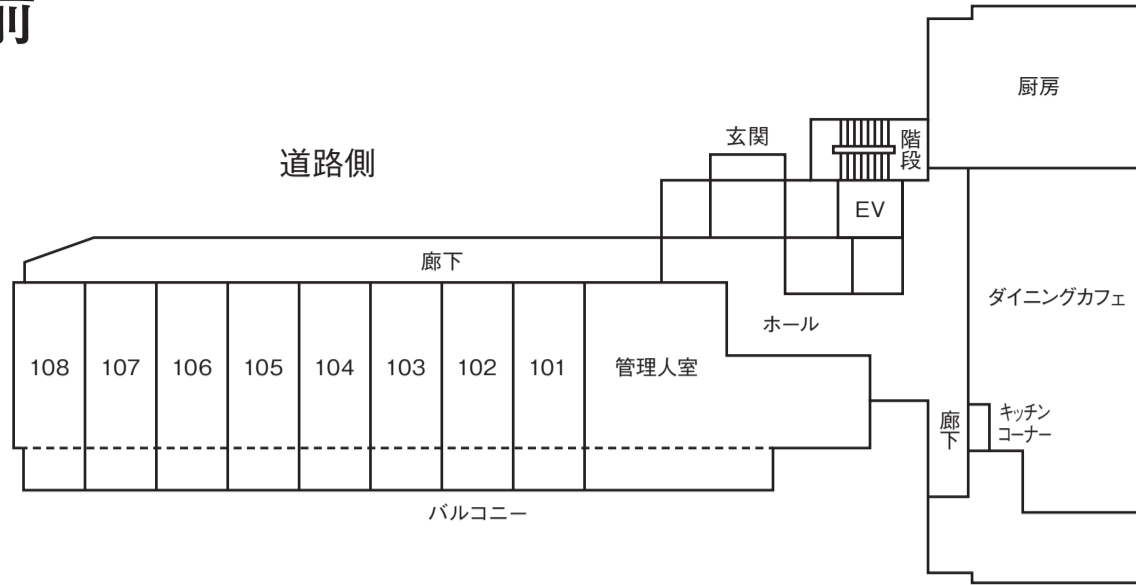 前
厨房
玄関
階段
道路側
EV
廊下
ダイニングカフェ
ホール
108 107 106 105 104 103 102 101 管理人室
廊下
キッチン
コーナー
バルコニー